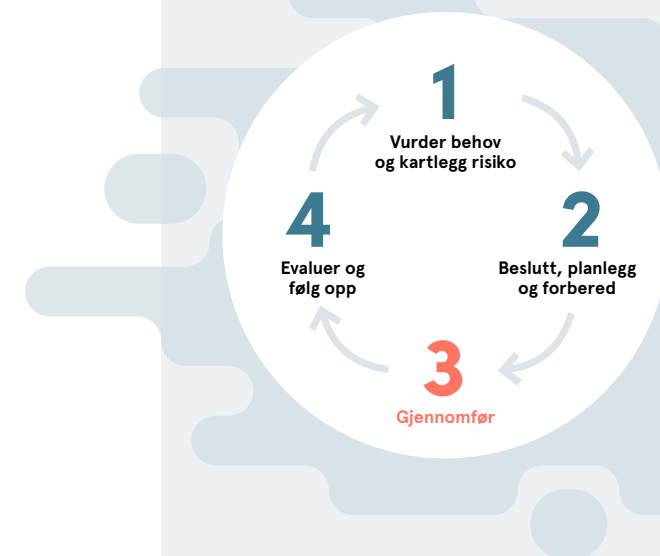 1
Vurder behov
og kartlegg risiko
2
Beslutt, planlegg
og forbered
3
Gjennomfør
4
Evaluer og
følg opp